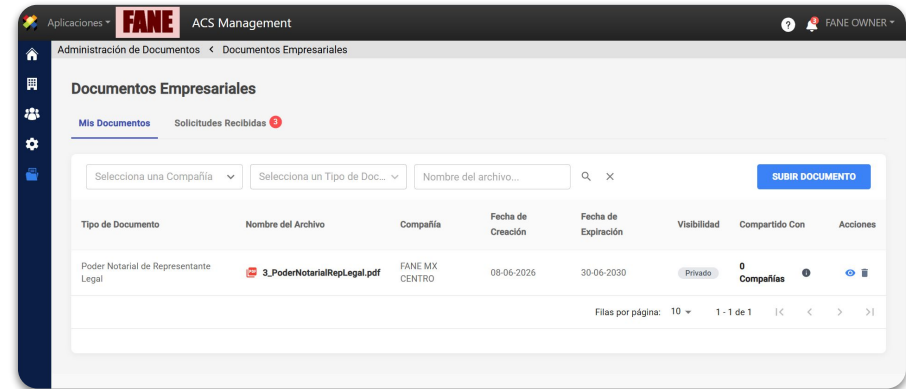 Aplicaciones
FANE
ACS Management
?
3
FANE OWNER
Administración de Documentos < Documentos Empresariales
Documentos Empresariales
Mis Documentos
Solicitudes Recibidas 3
Selecciona una Compañía
Selecciona un Tipo de Doc...
Nombre del archivo...
SUBIR DOCUMENTO
Tipo de Documento
Nombre del Archivo
Compañía
Fecha de
Creación
Fecha de
Expiración
Visibilidad
Compartido Con
Acciones
Poder Notarial de Representante
Legal
3_PoderNotarialRepLegal.pdf
FANE MX
CENTRO
08-06-2026
30-06-2030
Privado
0
Compañías
Filas por página: 10
1 - 1 de 1